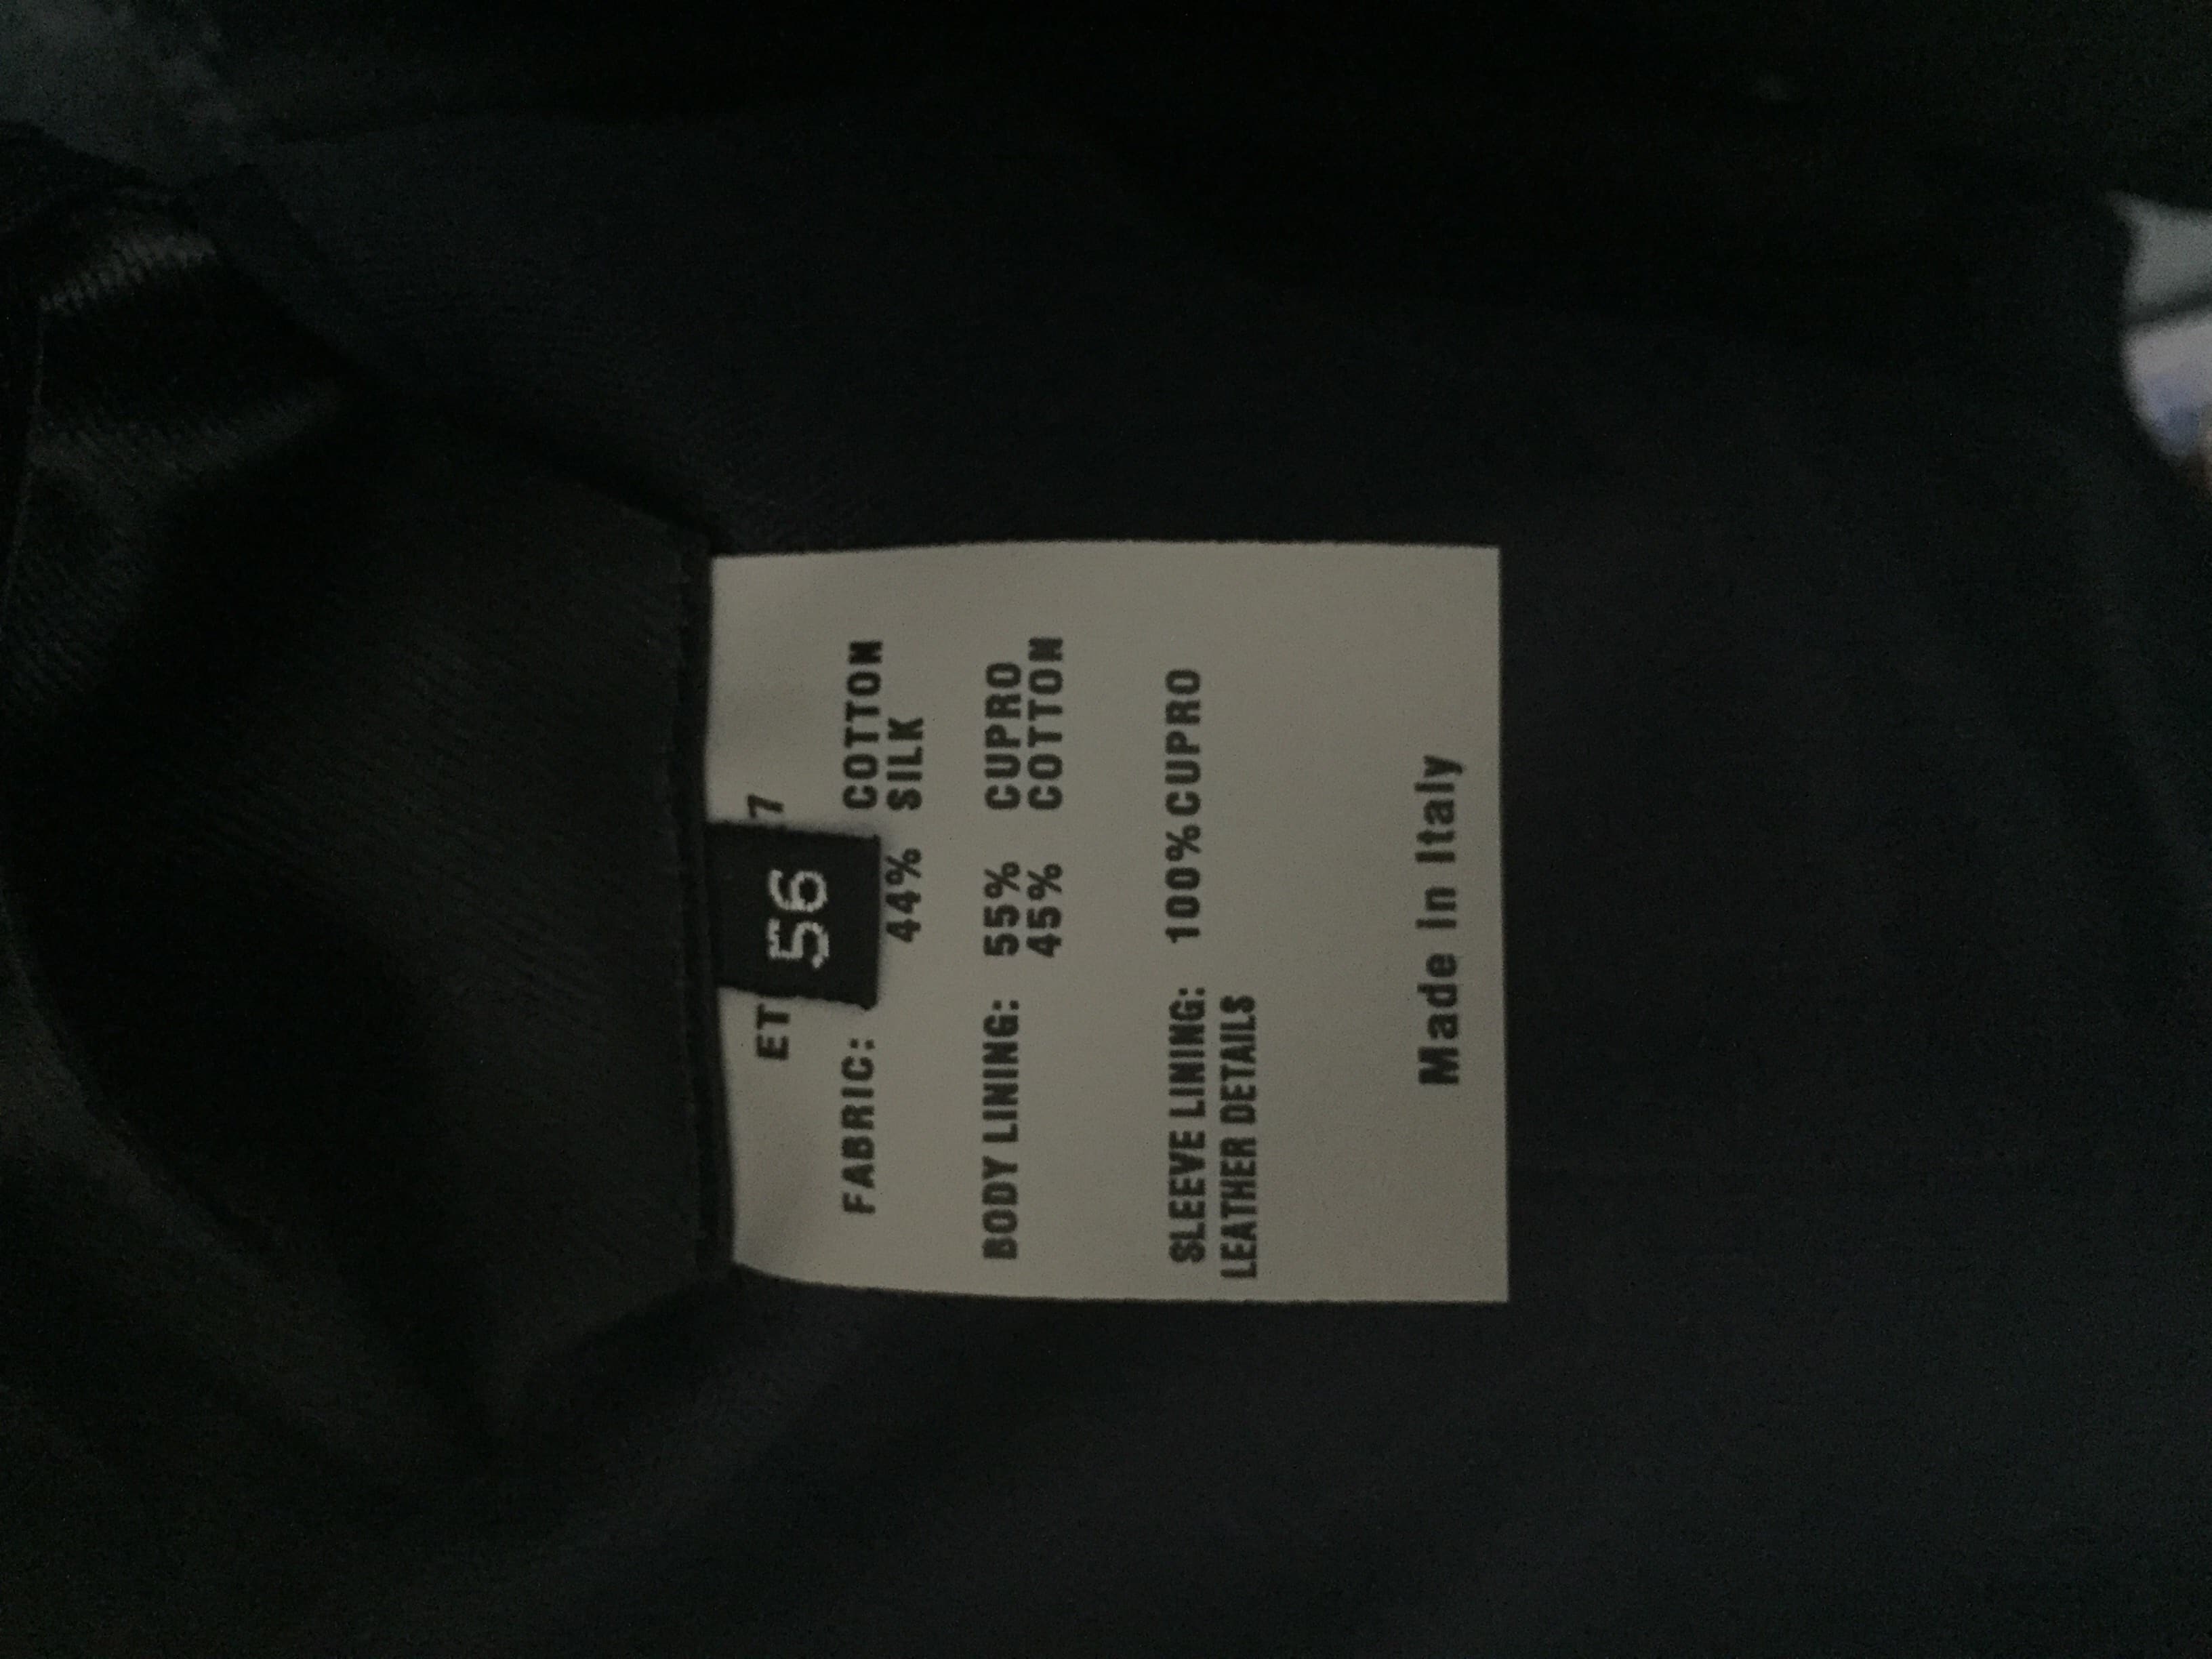 ET 7
56
FABRIC: COTTON
44% SILK
BODY LINING: 55% CUPRO
45% COTTON
SLEEVE LINING: 100%CUPRO
LEATHER DETAILS
Made In Italy